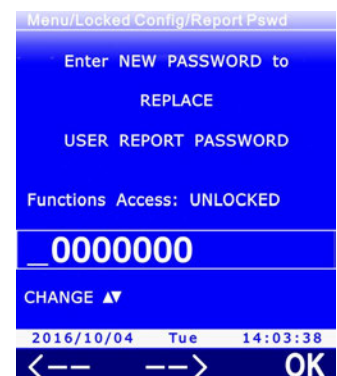 Menu/Locked Config/Report Pswd
Enter NEW PASSWORD to
REPLACE
USER REPORT PASSWORD
Functions Access: UNLOCKED
_0000000
CHANGE ▲▼
2016/10/04 Tue 14:03:38
<-- --> OK